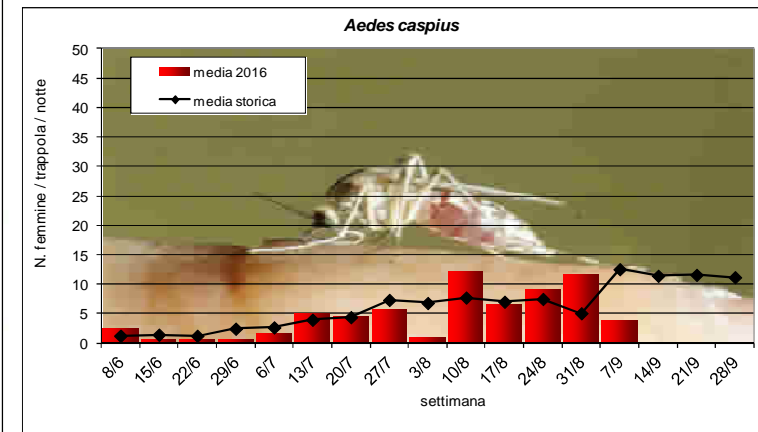 Aedes caspius
N. femmine / trappola / notte
50
45
40
35
30
25
20
15
10
5
0
media 2016
media storica
8/6 15/6 22/6 29/6 6/7 13/7 20/7 27/7 3/8 10/8 17/8 24/8 31/8 7/9 14/9 21/9 28/9
settimana